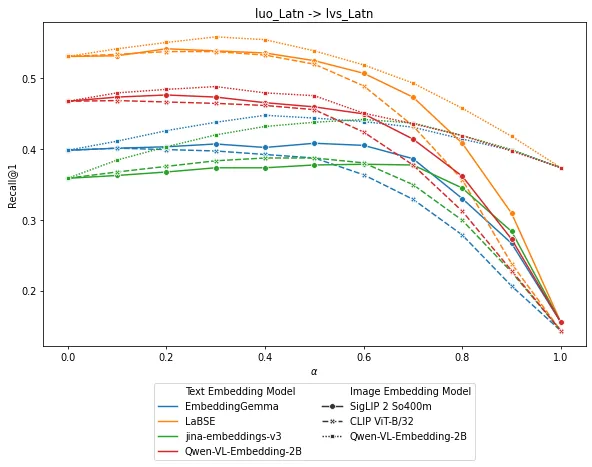 luo_Latn -> lvs_Latn
Recall@1
0.5
0.4
0.3
0.2
0.0 0.2 0.4 0.6 0.8 1.0
α
Text Embedding Model Image Embedding Model
EmbeddingGemma SigLIP 2 So400m
LaBSE CLIP ViT-B/32
jina-embeddings-v3 Qwen-VL-Embedding-2B
Qwen-VL-Embedding-2B